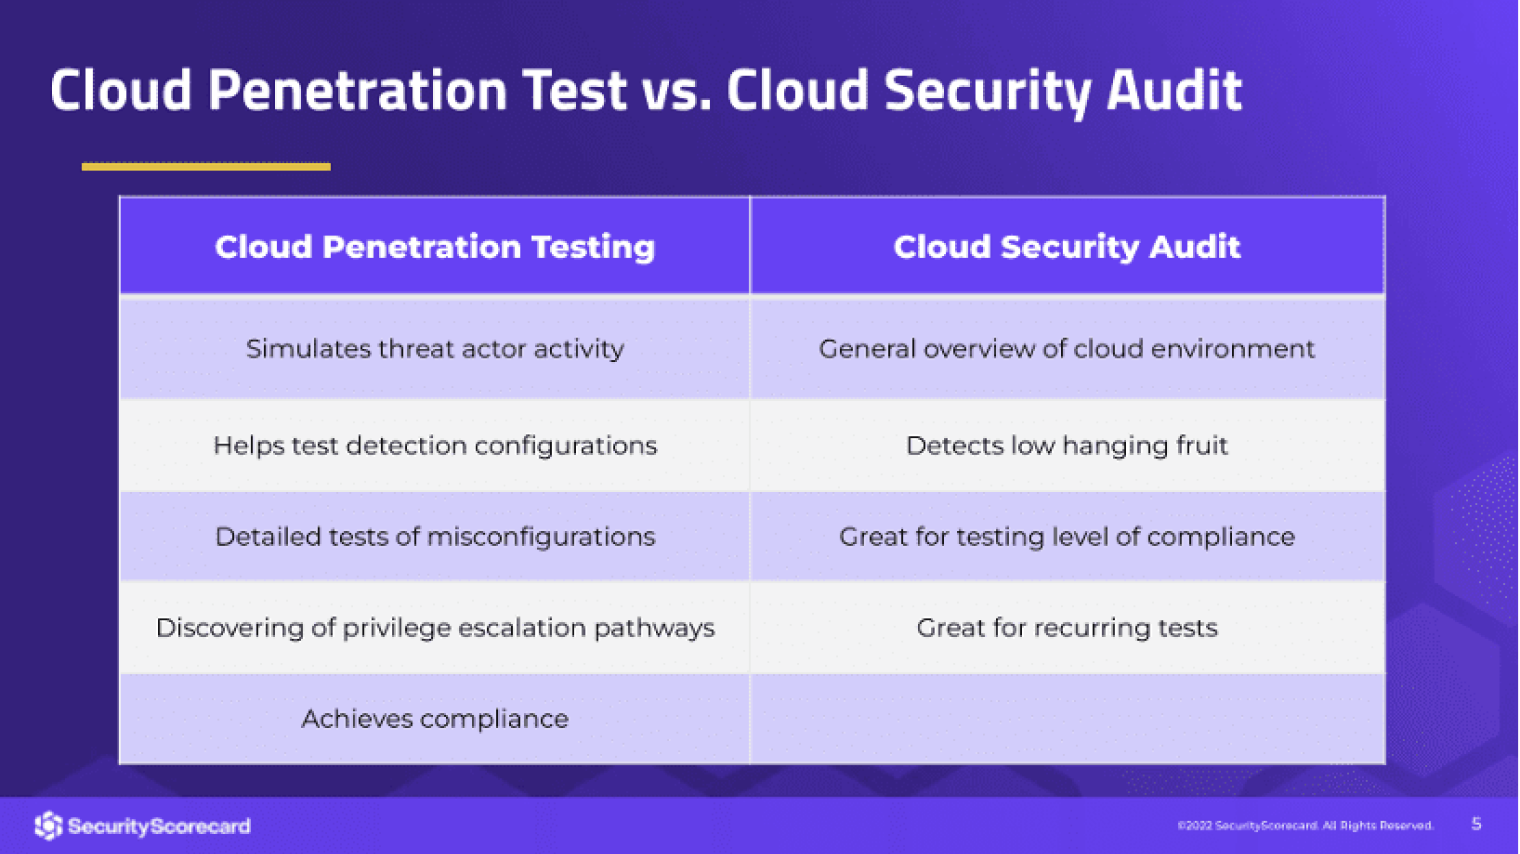 Cloud Penetration Test vs. Cloud Security Audit
Cloud Penetration Testing
Cloud Security Audit
Simulates threat actor activity
General overview of cloud environment
Helps test detection configurations
Detects low hanging fruit
Detailed tests of misconfigurations
Great for testing level of compliance
Discovering of privilege escalation pathways
Great for recurring tests
Achieves compliance
SecurityScorecard
©2022 SecurityScorecard. All Rights Reserved.
5